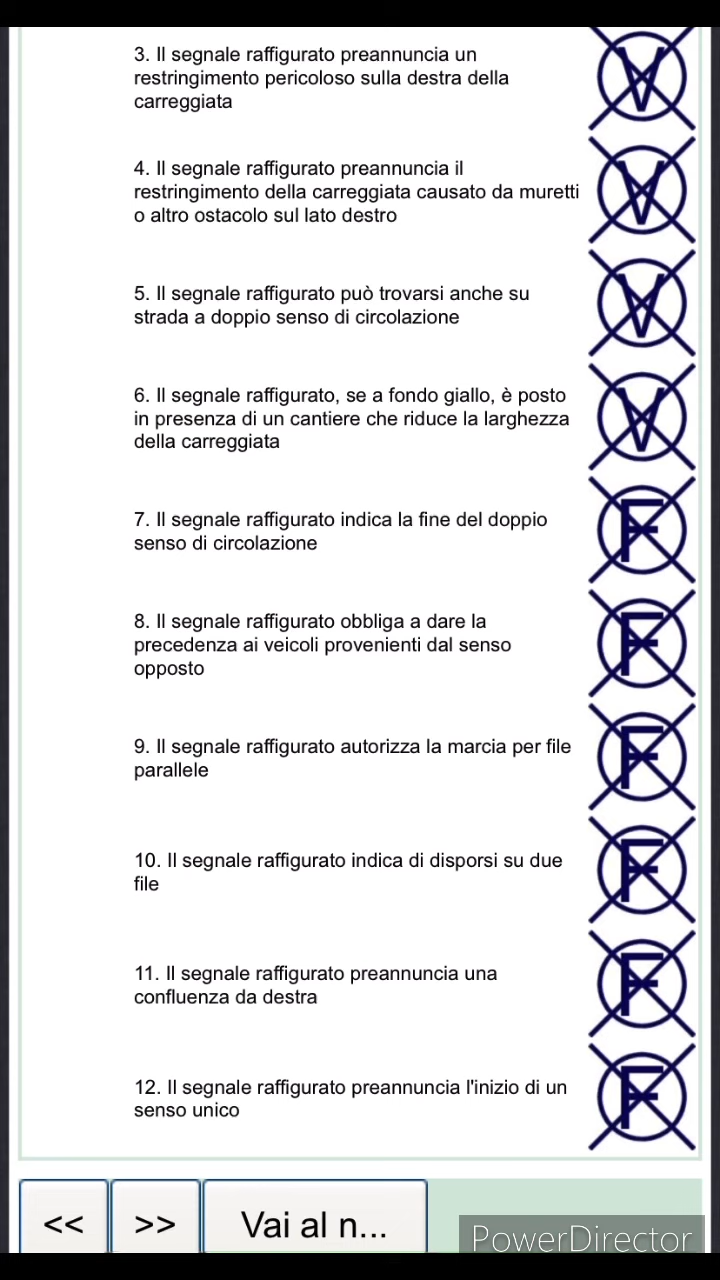 3. Il segnale raffigurato preannuncia un
restringimento pericoloso sulla destra della
carreggiata
V
4. Il segnale raffigurato preannuncia il
restringimento della carreggiata causato da muretti
o altro ostacolo sul lato destro
V
5. Il segnale raffigurato può trovarsi anche su
strada a doppio senso di circolazione
V
6. Il segnale raffigurato, se a fondo giallo, è posto
in presenza di un cantiere che riduce la larghezza
della carreggiata
V
7. Il segnale raffigurato indica la fine del doppio
senso di circolazione
F
8. Il segnale raffigurato obbliga a dare la
precedenza ai veicoli provenienti dal senso
opposto
F
9. Il segnale raffigurato autorizza la marcia per file
parallele
F
10. Il segnale raffigurato indica di disporsi su due
file
F
11. Il segnale raffigurato preannuncia una
confluenza da destra
F
12. Il segnale raffigurato preannuncia l'inizio di un
senso unico
F
<< >> Vai al n...
PowerDirector